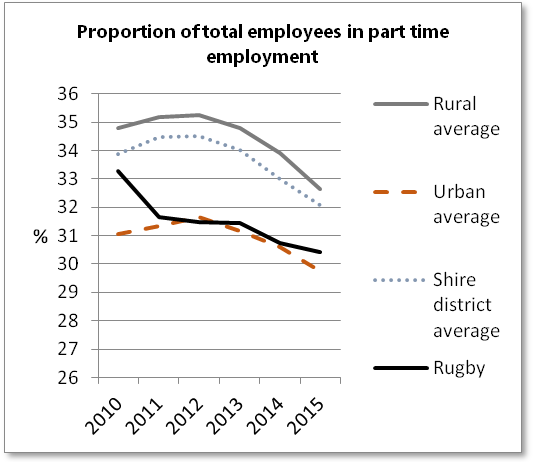 Proportion of total employees in part time
employment
36
35
34
33
32
31
30
29
28
27
26
%
2010
2011
2012
2013
2014
2015
Rural
average
Urban
average
Shire
district
average
Rugby